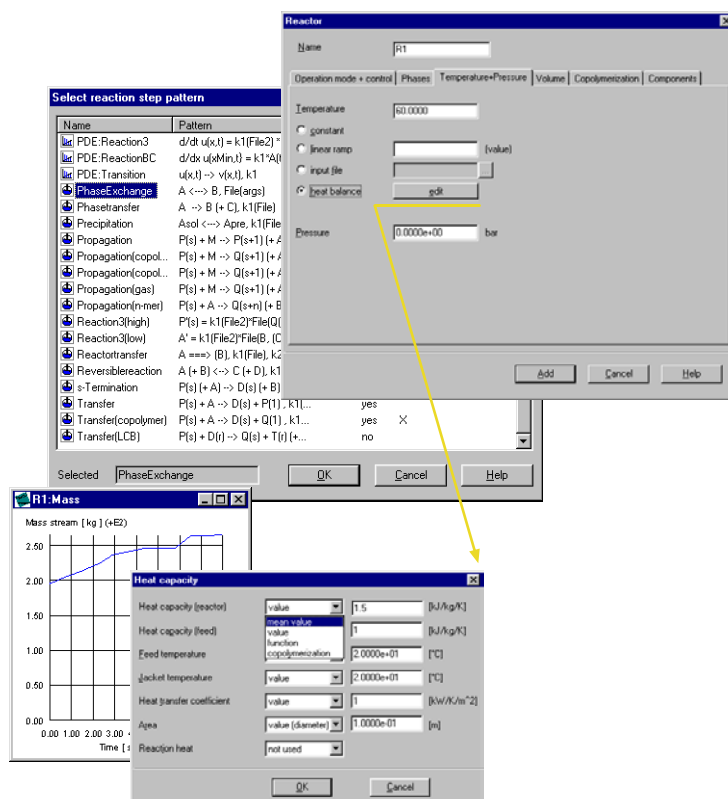 Reactor
Name R1
Operation mode + control Phases Temperature+Pressure Volume Copolymerization Components
Temperature 60.0000
constant
linear ramp (value)
input file ...
heat balance edit
Pressure 0.0000e+00 bar
Add Cancel Help
Select reaction step pattern
Name Pattern
PDE:Reaction3 d/dt u(x,t) = k1(File2) *
PDE:ReactionBC d/dx u(xMin,t) = k1*A(t
PDE:Transition u(x,t) --> v(x,t), k1
PhaseExchange A <---> B, File(args)
Phasetransfer A --> B (+ C), k1(File)
Precipitation Asol <---> Apre, k1(File
Propagation P(s) + M --> P(s+1) (+ A
Propagation(copol... P(s) + M --> Q(s+1) (+ A
Propagation(copol... P(s) + M --> Q(s+1) (+ A
Propagation(gas) P(s) + M --> Q(s+1) (+ A
Propagation(n-mer) P(s) + A --> Q(s+n) (+ B
Reaction3(high) P'(s) = k1(File2)*File(Q(
Reaction3(low) A' = k1(File2)*File(B, (C
Reactortransfer A ===> (B), k1(File), k2
Reversiblereaction A (+ B) <--> C (+ D), k1
s-Termination P(s) (+ A) --> D(s) (+ B)
Transfer P(s) + A --> D(s) + P(1) , k1(... yes
Transfer(copolymer) P(s) + A --> D(s) + Q(1) , k1... yes X
Transfer(LCB) P(s) + D(r) --> Q(s) + T(r) (+... no
Selected PhaseExchange OK Cancel Help
R1:Mass
Mass stream [ kg ] (+E2)
2.50
2.00
1.50
1.00
0.50
0.00
0.00 1.00 2.00 3.00 4.
Time [ s
Heat capacity
Heat capacity (reactor) value 1.5 [kJ/kg/K]
mean value
value
function
copolymerization
Heat capacity (feed) 1 [kJ/kg/K]
Feed temperature 2.0000e+01 [°C]
Jacket temperature value 2.0000e+01 [°C]
Heat transfer coefficient value 1 [kW/K/m^2]
Area value (diameter) 1.0000e-01 [m]
Reaction heat not used
OK Cancel